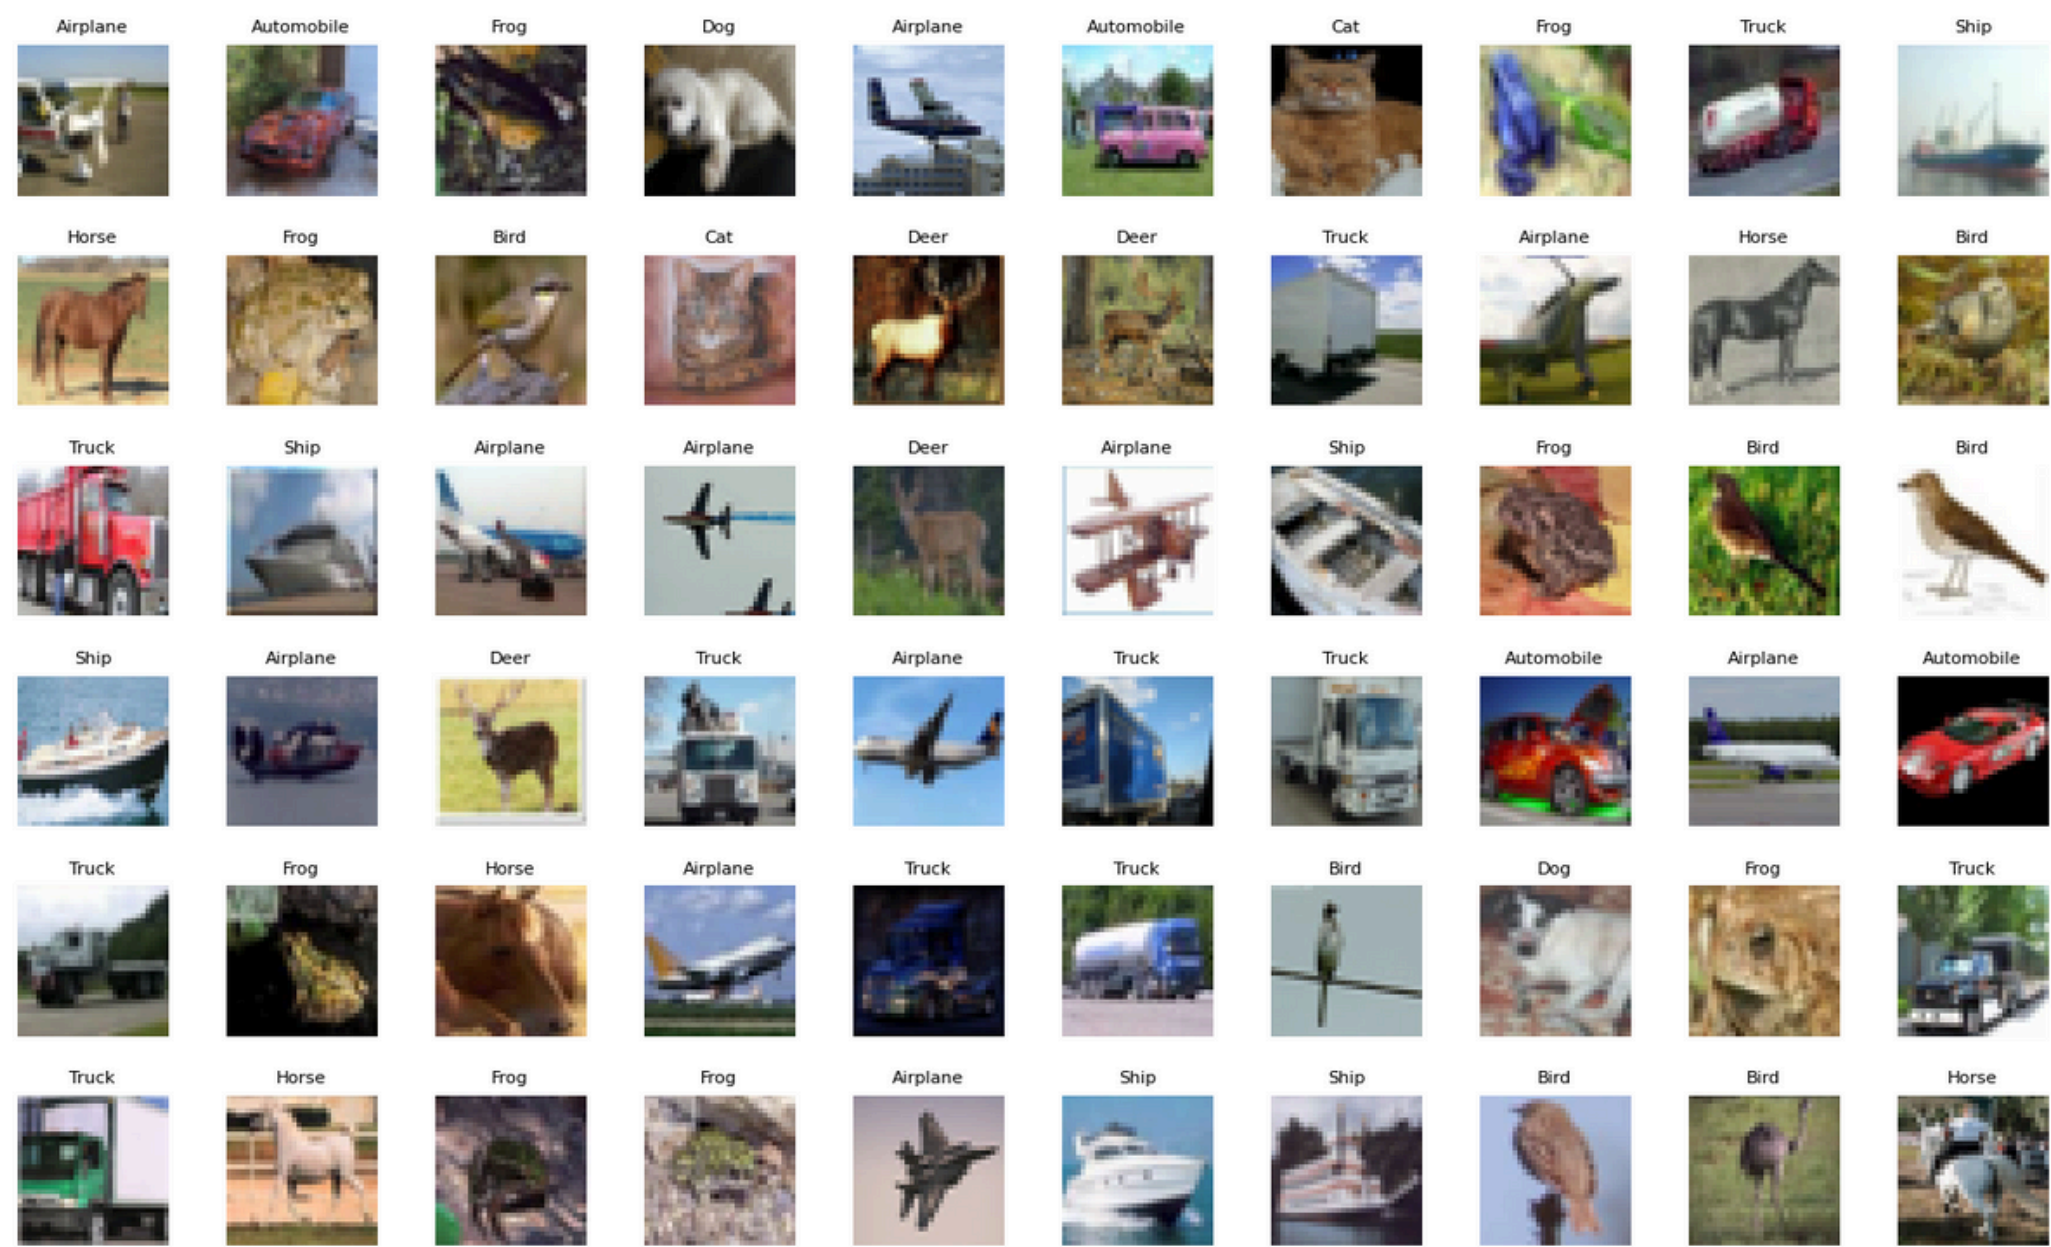 Airplane Automobile Frog Dog Airplane Automobile Cat Frog Truck Ship
Horse Frog Bird Cat Deer Deer Truck Airplane Horse Bird
Truck Ship Airplane Airplane Deer Airplane Ship Frog Bird Bird
Ship Airplane Deer Truck Airplane Truck Truck Automobile Airplane Automobile
Truck Frog Horse Airplane Truck Truck Bird Dog Frog Truck
Truck Horse Frog Frog Airplane Ship Ship Bird Bird Horse